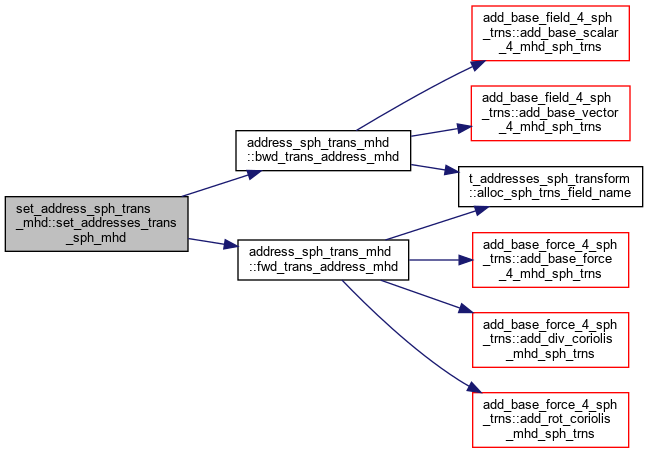 set_address_sph_trans
_mhd::set_addresses_trans
_sph_mhd
address_sph_trans_mhd
::bwd_trans_address_mhd
address_sph_trans_mhd
::fwd_trans_address_mhd
add_base_field_4_sph
_trns::add_base_scalar
_4_mhd_sph_trns
add_base_field_4_sph
_trns::add_base_vector
_4_mhd_sph_trns
t_addresses_sph_transform
::alloc_sph_trns_field_name
add_base_force_4_sph
_trns::add_base_force
_4_mhd_sph_trns
add_base_force_4_sph
_trns::add_div_coriolis
_mhd_sph_trns
add_base_force_4_sph
_trns::add_rot_coriolis
_mhd_sph_trns